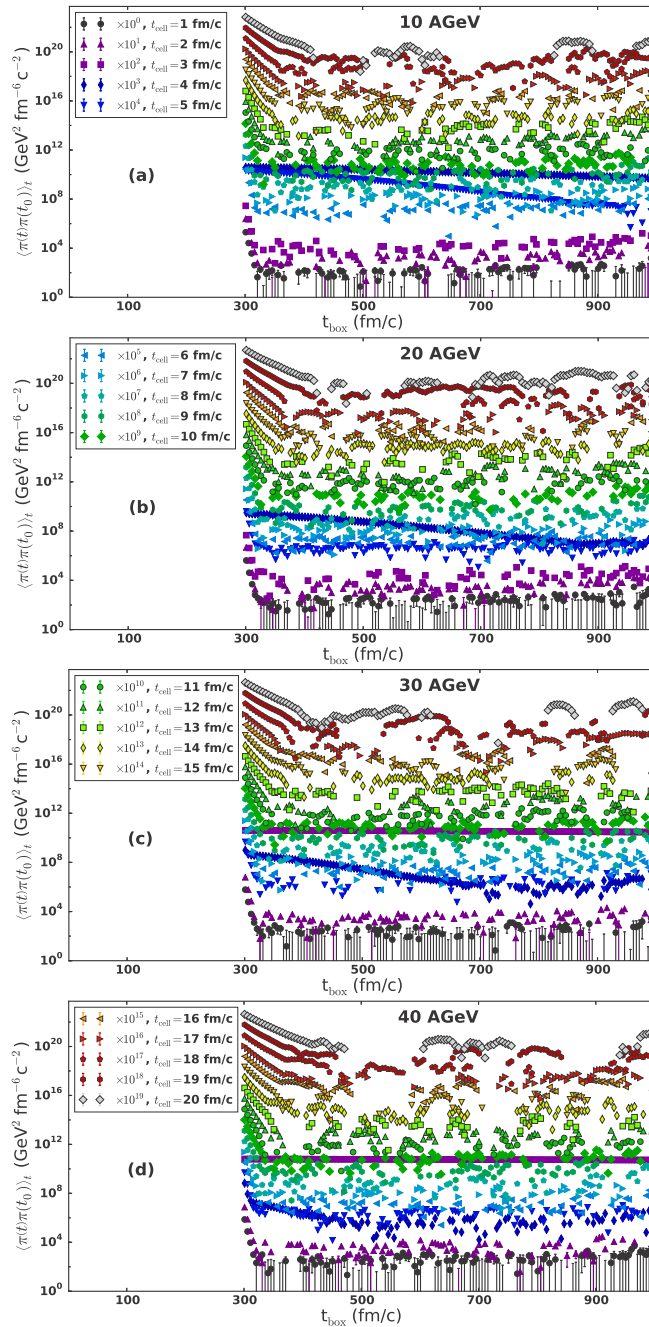 10 AGeV
×10⁰, t_cell = 1 fm/c
×10¹, t_cell = 2 fm/c
×10², t_cell = 3 fm/c
×10³, t_cell = 4 fm/c
×10⁴, t_cell = 5 fm/c
(a)
⟨π(t)π(t₀)⟩_t (GeV² fm⁻⁶ c⁻²)
10²⁰
10¹⁶
10¹²
10⁸
10⁴
10⁰
100 300 500 700 900
t_box (fm/c)
20 AGeV
×10⁵, t_cell = 6 fm/c
×10⁶, t_cell = 7 fm/c
×10⁷, t_cell = 8 fm/c
×10⁸, t_cell = 9 fm/c
×10⁹, t_cell = 10 fm/c
(b)
⟨π(t)π(t₀)⟩_t (GeV² fm⁻⁶ c⁻²)
10²⁰
10¹⁶
10¹²
10⁸
10⁴
10⁰
100 300 500 700 900
t_box (fm/c)
30 AGeV
×10¹⁰, t_cell = 11 fm/c
×10¹¹, t_cell = 12 fm/c
×10¹², t_cell = 13 fm/c
×10¹³, t_cell = 14 fm/c
×10¹⁴, t_cell = 15 fm/c
(c)
⟨π(t)π(t₀)⟩_t (GeV² fm⁻⁶ c⁻²)
10²⁰
10¹⁶
10¹²
10⁸
10⁴
10⁰
100 300 500 700 900
t_box (fm/c)
40 AGeV
×10¹⁵, t_cell = 16 fm/c
×10¹⁶, t_cell = 17 fm/c
×10¹⁷, t_cell = 18 fm/c
×10¹⁸, t_cell = 19 fm/c
×10¹⁹, t_cell = 20 fm/c
(d)
⟨π(t)π(t₀)⟩_t (GeV² fm⁻⁶ c⁻²)
10²⁰
10¹⁶
10¹²
10⁸
10⁴
10⁰
100 300 500 700 900
t_box (fm/c)